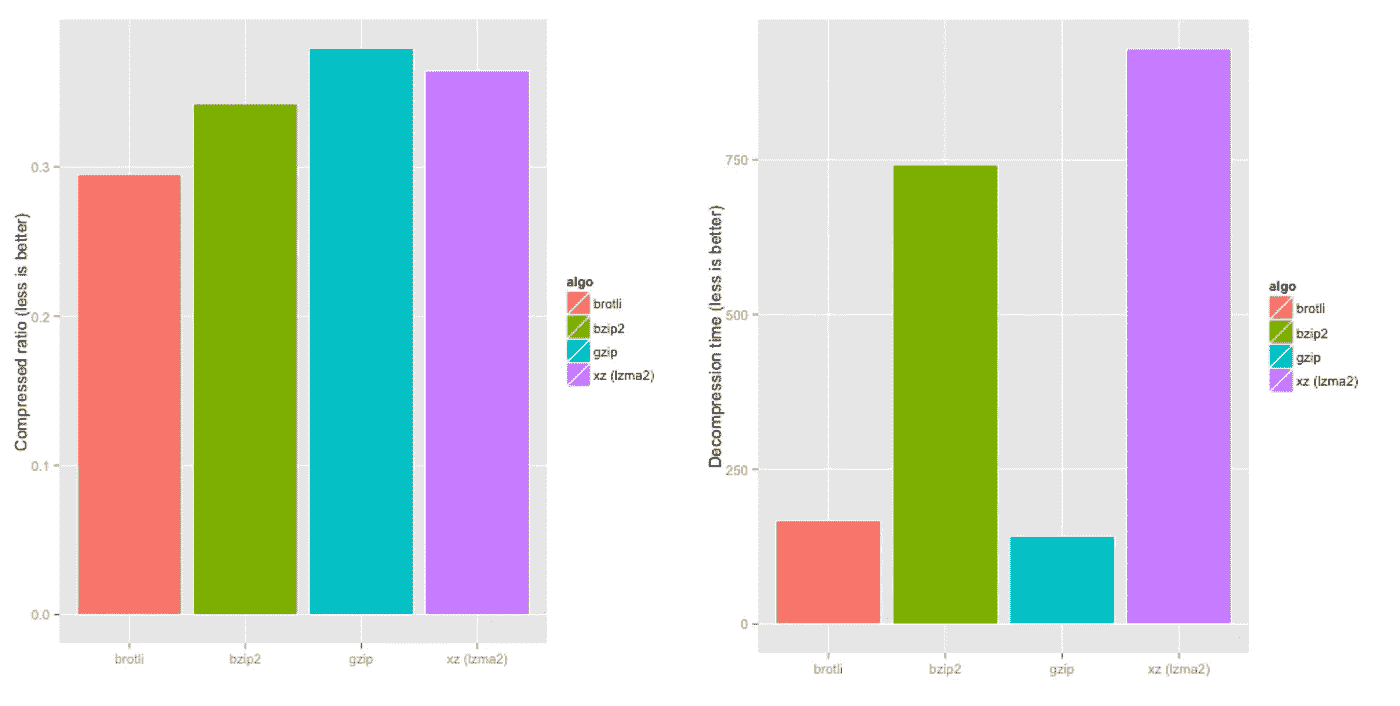 Compressed ratio (less is better)
0.3
0.2
0.1
0.0
brotli
bzip2
gzip
xz (lzma2)
algo
brotli
bzip2
gzip
xz (lzma2)
Decompression time (less is better)
750
500
250
0
brotli
bzip2
gzip
xz (lzma2)
algo
brotli
bzip2
gzip
xz (lzma2)